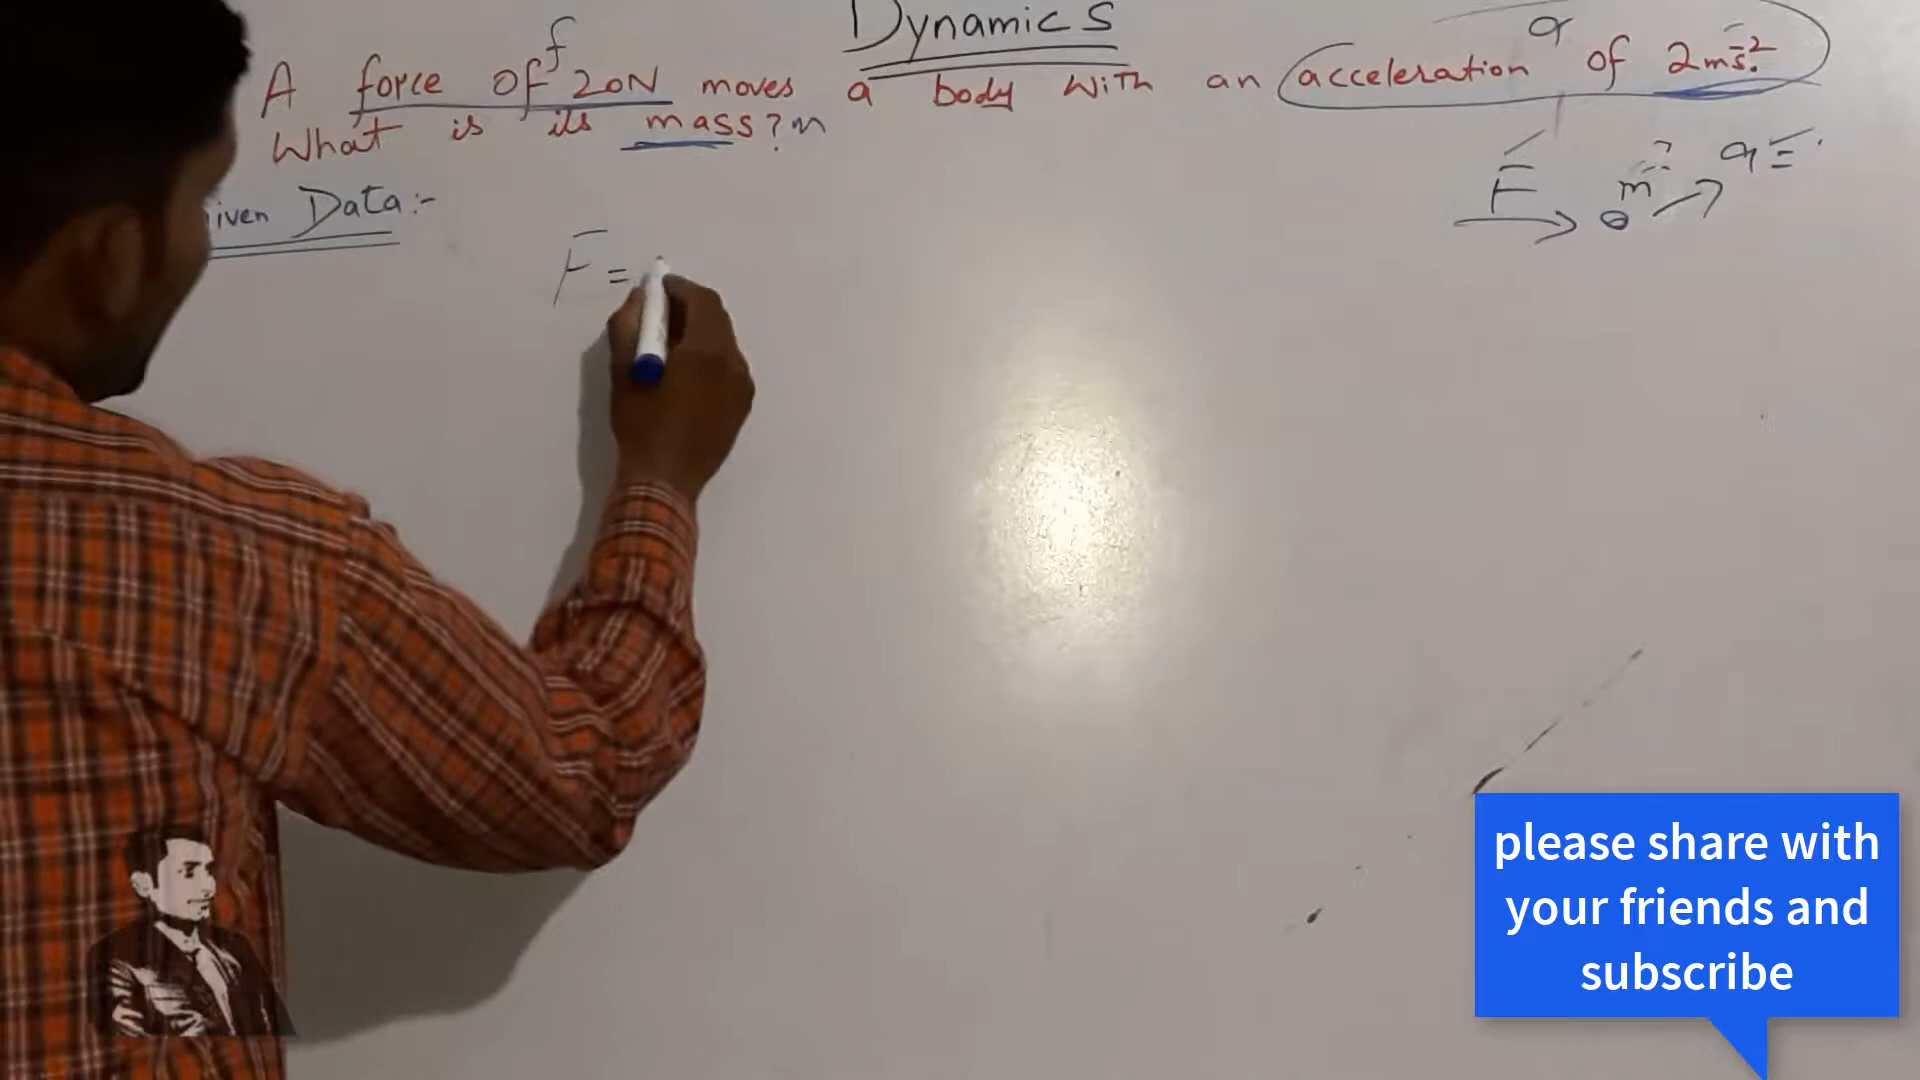 Dynamics
f
a
A force of 20N moves a body with an acceleration of 2ms⁻².
What is its mass? m
iven Data:-
F =
F
m
a =
please share with
your friends and
subscribe